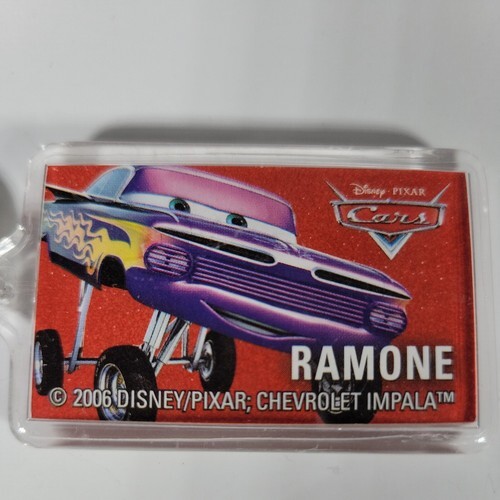 Disney · PIXAR
Cars
RAMONE
© 2006 DISNEY/PIXAR; CHEVROLET IMPALA™